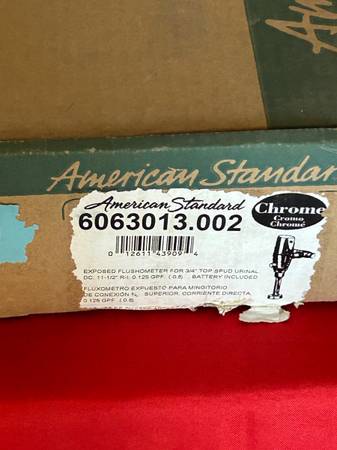 American Standard
American Standard
6063013.002
Chrome
Cromo
Chromé
0 12611 43909 4
EXPOSED FLUSHOMETER FOR 3/4" TOP SPUD URINAL
DC, 11-1/2" R-I, 0.125 GPF. (.0.5) . BATTERY INCLUDED
FLUXOMETRO EXPUESTO PARA MINGITORIO
DE CONEXIÓN SUPERIOR, CORRIENTE DIRECTA,
0.125 GPF. (.0.5)